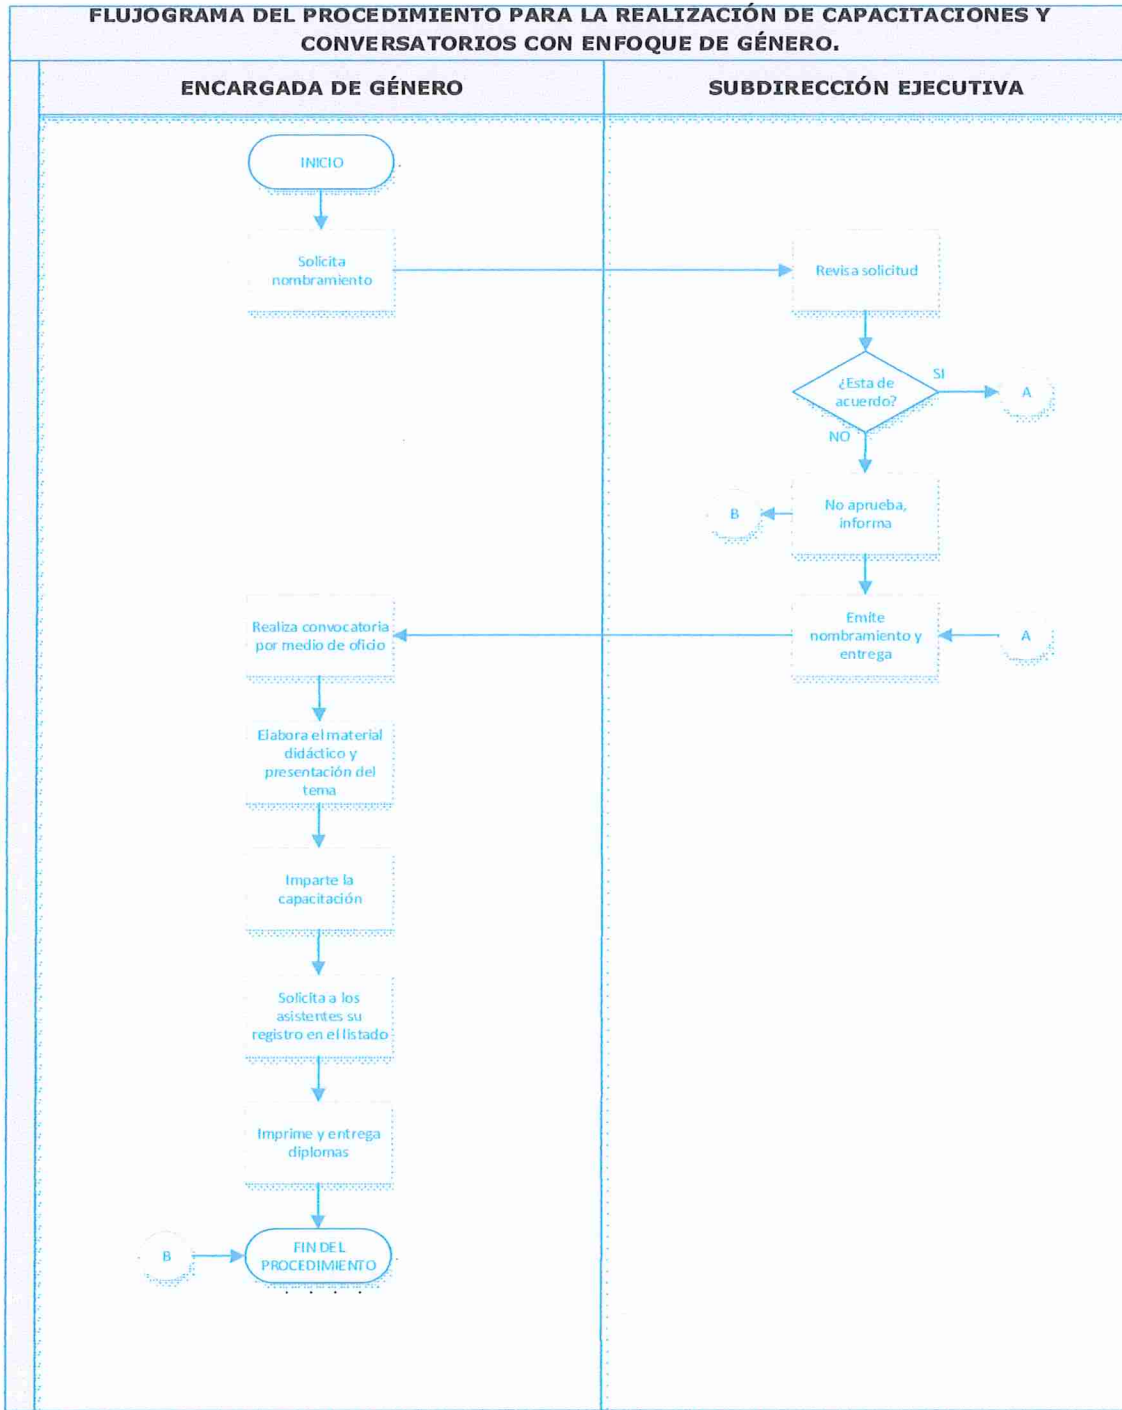 FLUJOGRAMA DEL PROCEDIMIENTO PARA LA REALIZACIÓN DE CAPACITACIONES Y
CONVERSATORIOS CON ENFOQUE DE GÉNERO.
ENCARGADA DE GÉNERO
SUBDIRECCIÓN EJECUTIVA
INICIO
Solicita
nombramiento
Revisa solicitud
¿Esta de
acuerdo?
SI
A
NO
No aprueba,
informa
B
Emite
nombramiento y
entrega
A
Realiza convocatoria
por medio de oficio
Elabora el material
didáctico y
presentación del
tema
Imparte la
capacitación
Solicita a los
asistentes su
registro en el listado
Imprime y entrega
diplomas
B
FIN DEL
PROCEDIMIENTO